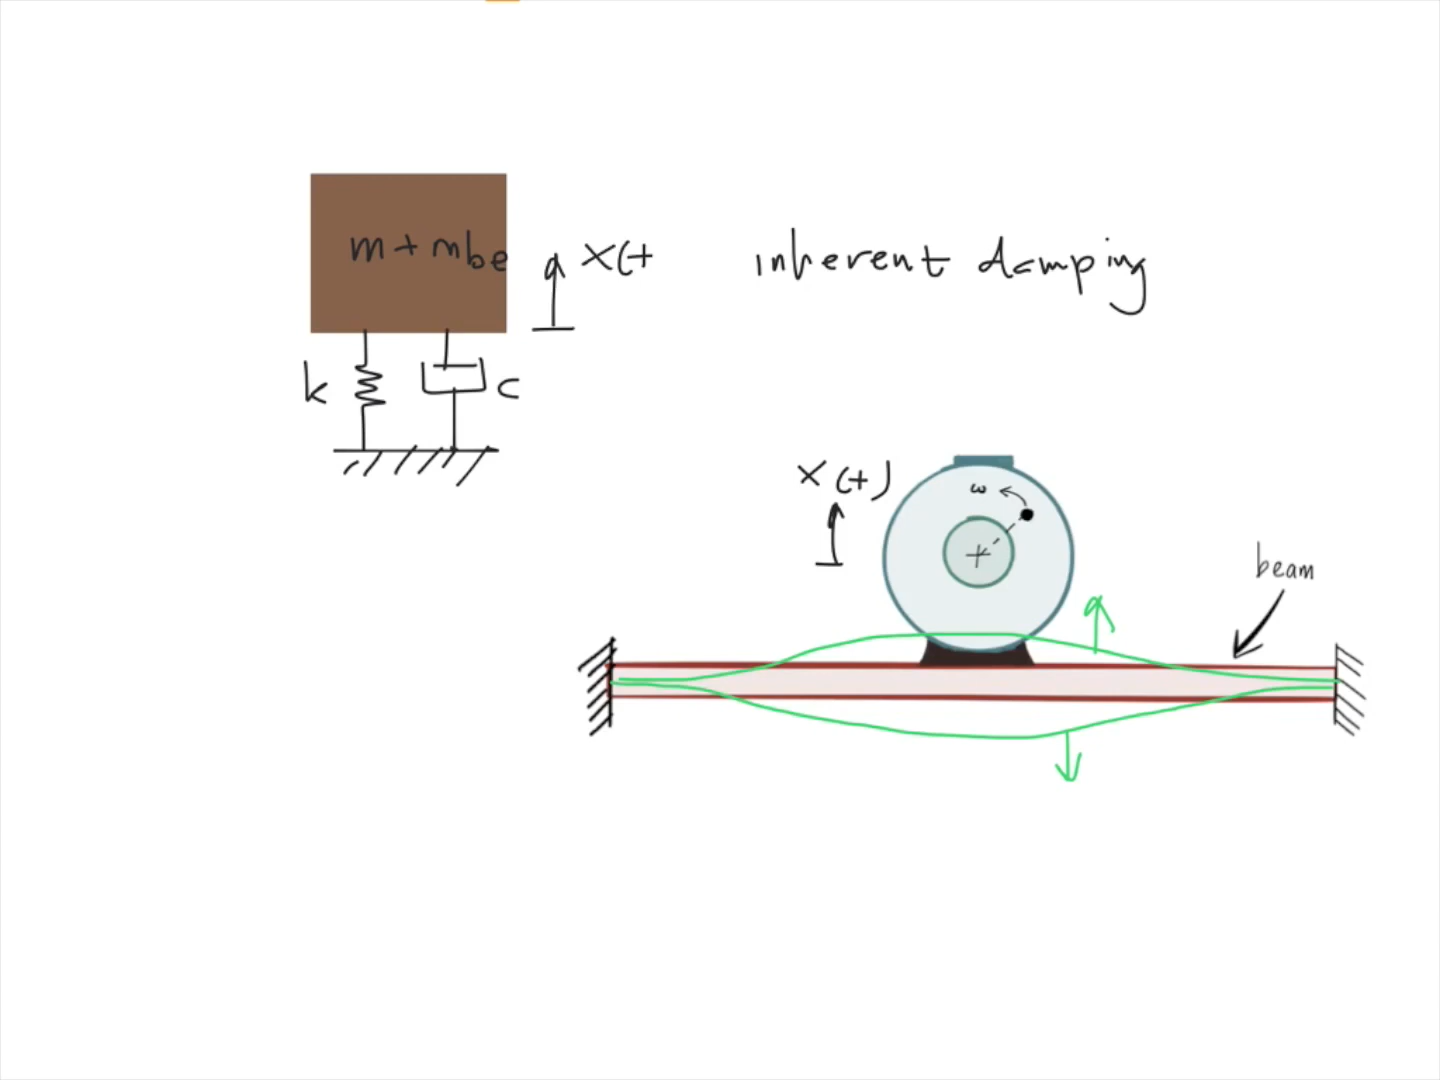 m + mbe
x(t
inherent damping
k
c
x(t)
ω
beam